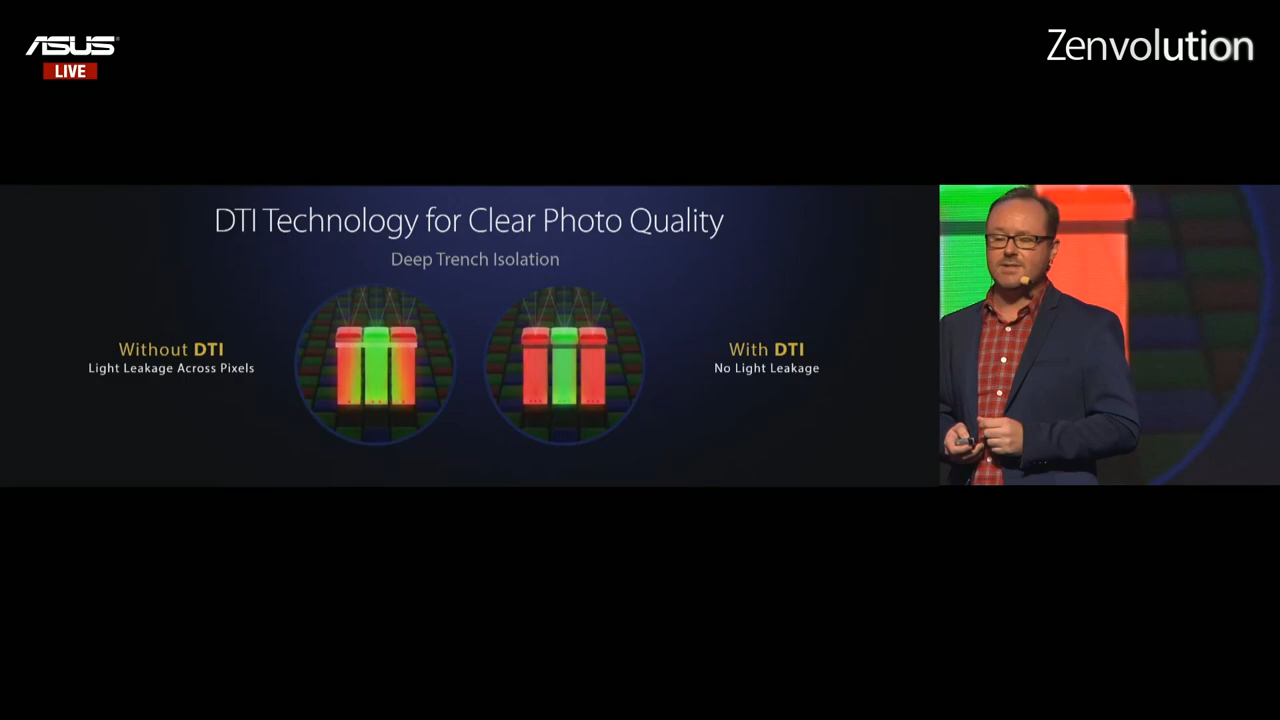 ASUS
LIVE
Zenvolution
DTI Technology for Clear Photo Quality
Deep Trench Isolation
Without DTI
Light Leakage Across Pixels
With DTI
No Light Leakage